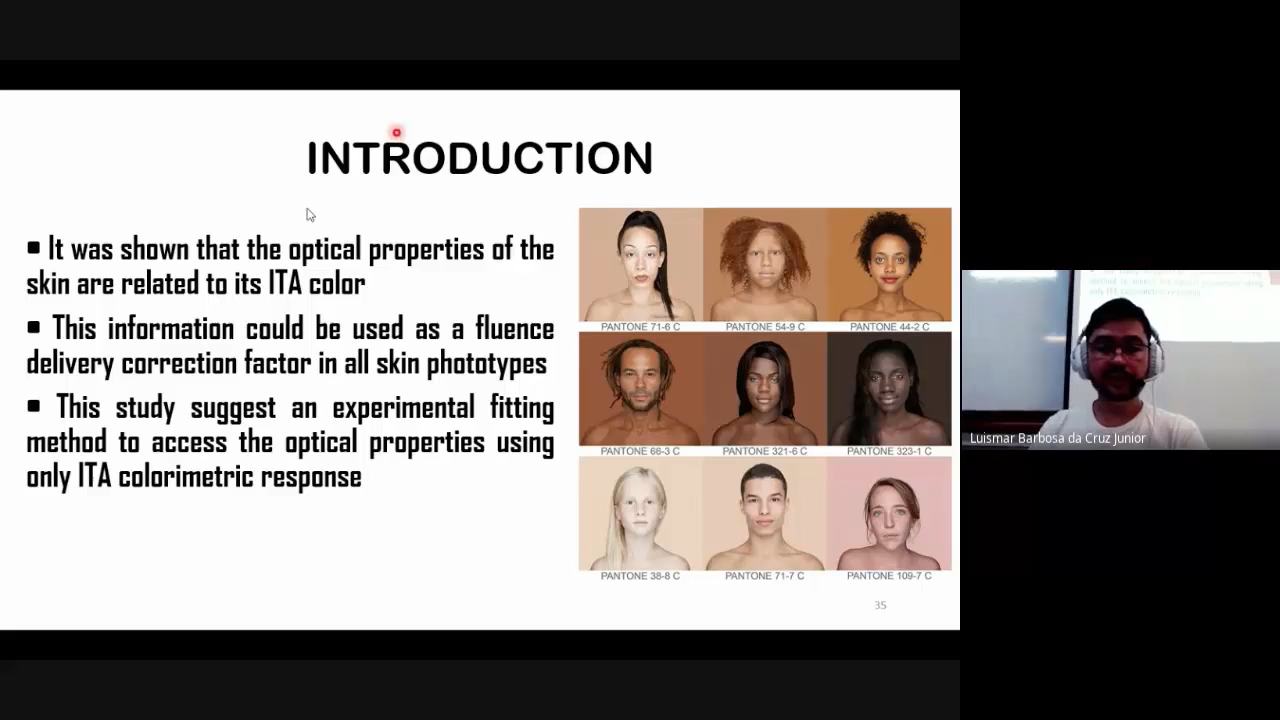 INTRODUCTION
▪ It was shown that the optical properties of the
skin are related to its ITA color
▪ This information could be used as a fluence
delivery correction factor in all skin phototypes
▪ This study suggest an experimental fitting
method to access the optical properties using
only ITA colorimetric response
PANTONE 71-6 C PANTONE 54-9 C PANTONE 44-2 C
PANTONE 66-3 C PANTONE 321-6 C PANTONE 323-1 C
PANTONE 38-8 C PANTONE 71-7 C PANTONE 109-7 C
35
Luismar Barbosa da Cruz Junior